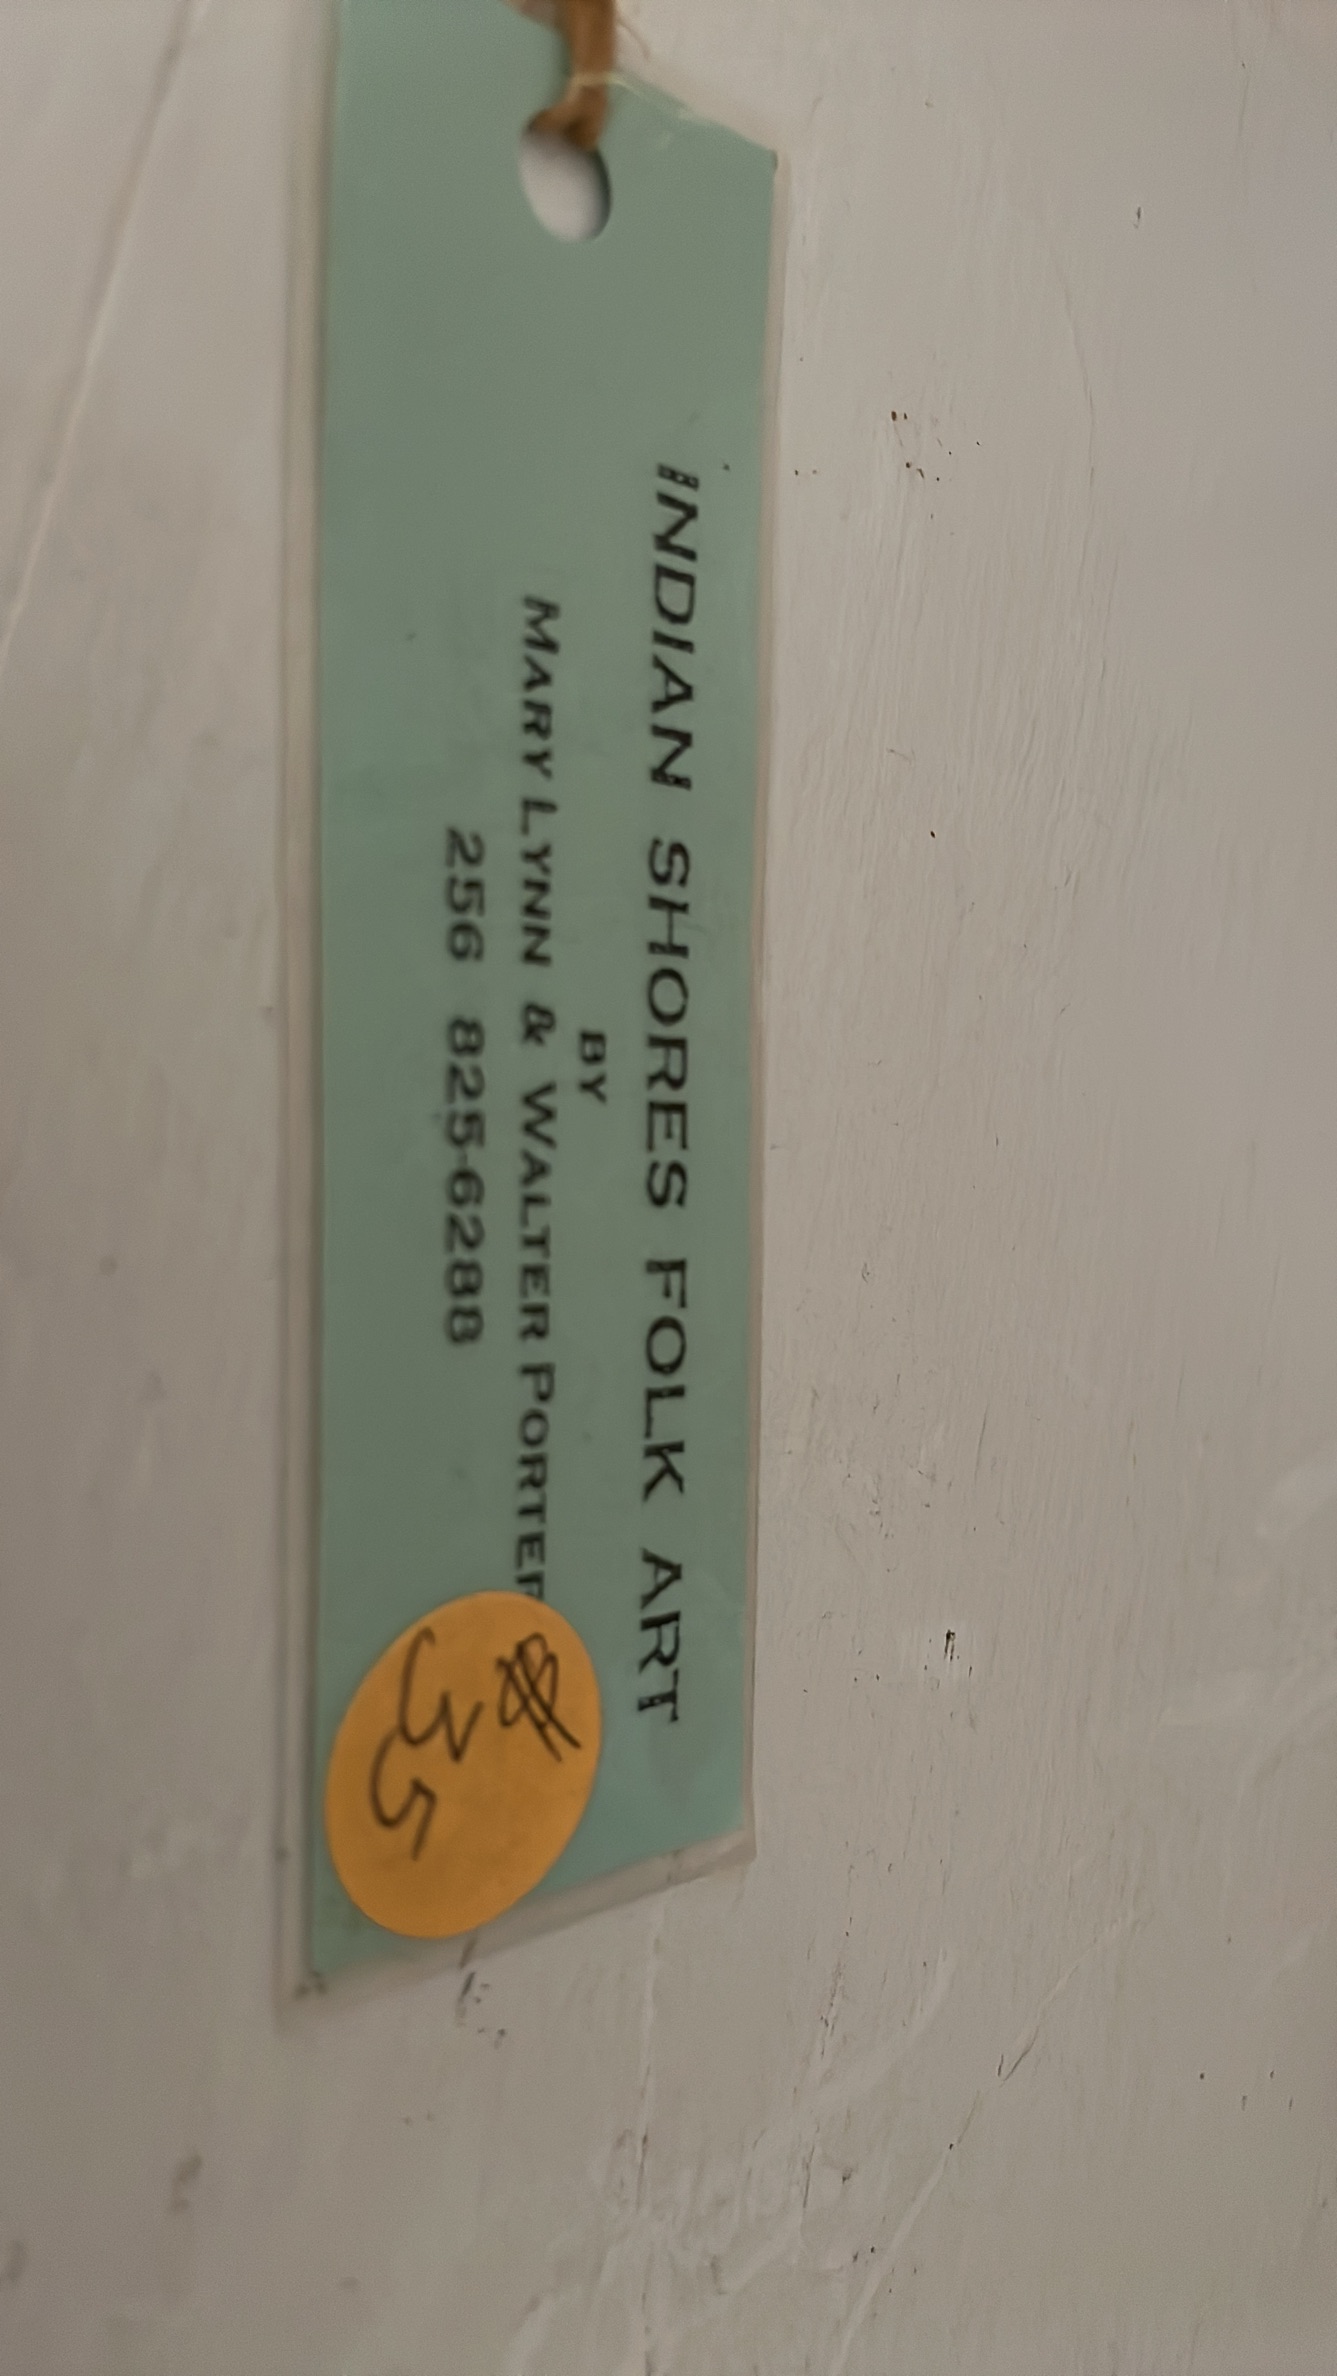 INDIAN SHORES FOLK ART
BY
MARY LYNN & WALTER PORTER
256 825-6288
$
35